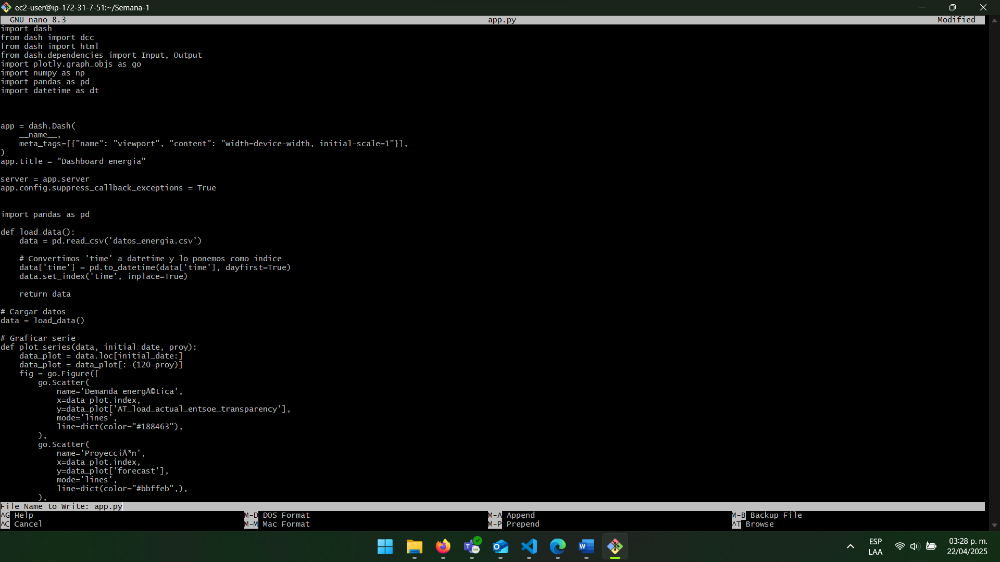 ec2-user@ip-172-31-7-51:~/Semana-1
GNU nano 8.3 app.py Modified
import dash
from dash import dcc
from dash import html
from dash.dependencies import Input, Output
import plotly.graph_objs as go
import numpy as np
import pandas as pd
import datetime as dt
app = dash.Dash(
    __name__,
    meta_tags=[{"name": "viewport", "content": "width=device-width, initial-scale=1"}],
)
app.title = "Dashboard energia"
server = app.server
app.config.suppress_callback_exceptions = True
import pandas as pd
def load_data():
    data = pd.read_csv('datos_energia.csv')
    # Convertimos 'time' a datetime y lo ponemos como índice
    data['time'] = pd.to_datetime(data['time'], dayfirst=True)
    data.set_index('time', inplace=True)
    return data
# Cargar datos
data = load_data()
# Graficar serie
def plot_series(data, initial_date, proy):
    data_plot = data.loc[initial_date:]
    data_plot = data_plot[:-(120-proy)]
    fig = go.Figure([
        go.Scatter(
            name='Demanda energÃ©tica',
            x=data_plot.index,
            y=data_plot['AT_load_actual_entsoe_transparency'],
            mode='lines',
            line=dict(color="#188463"),
        ),
        go.Scatter(
            name='ProyecciÃ³n',
            x=data_plot.index,
            y=data_plot['forecast'],
            mode='lines',
            line=dict(color="#bbffeb",),
        ),
File Name to Write: app.py
^G Help M-D DOS Format M-A Append M-B Backup File
^C Cancel M-M Mac Format M-P Prepend ^T Browse
ESP
LAA
03:28 p. m.
22/04/2025